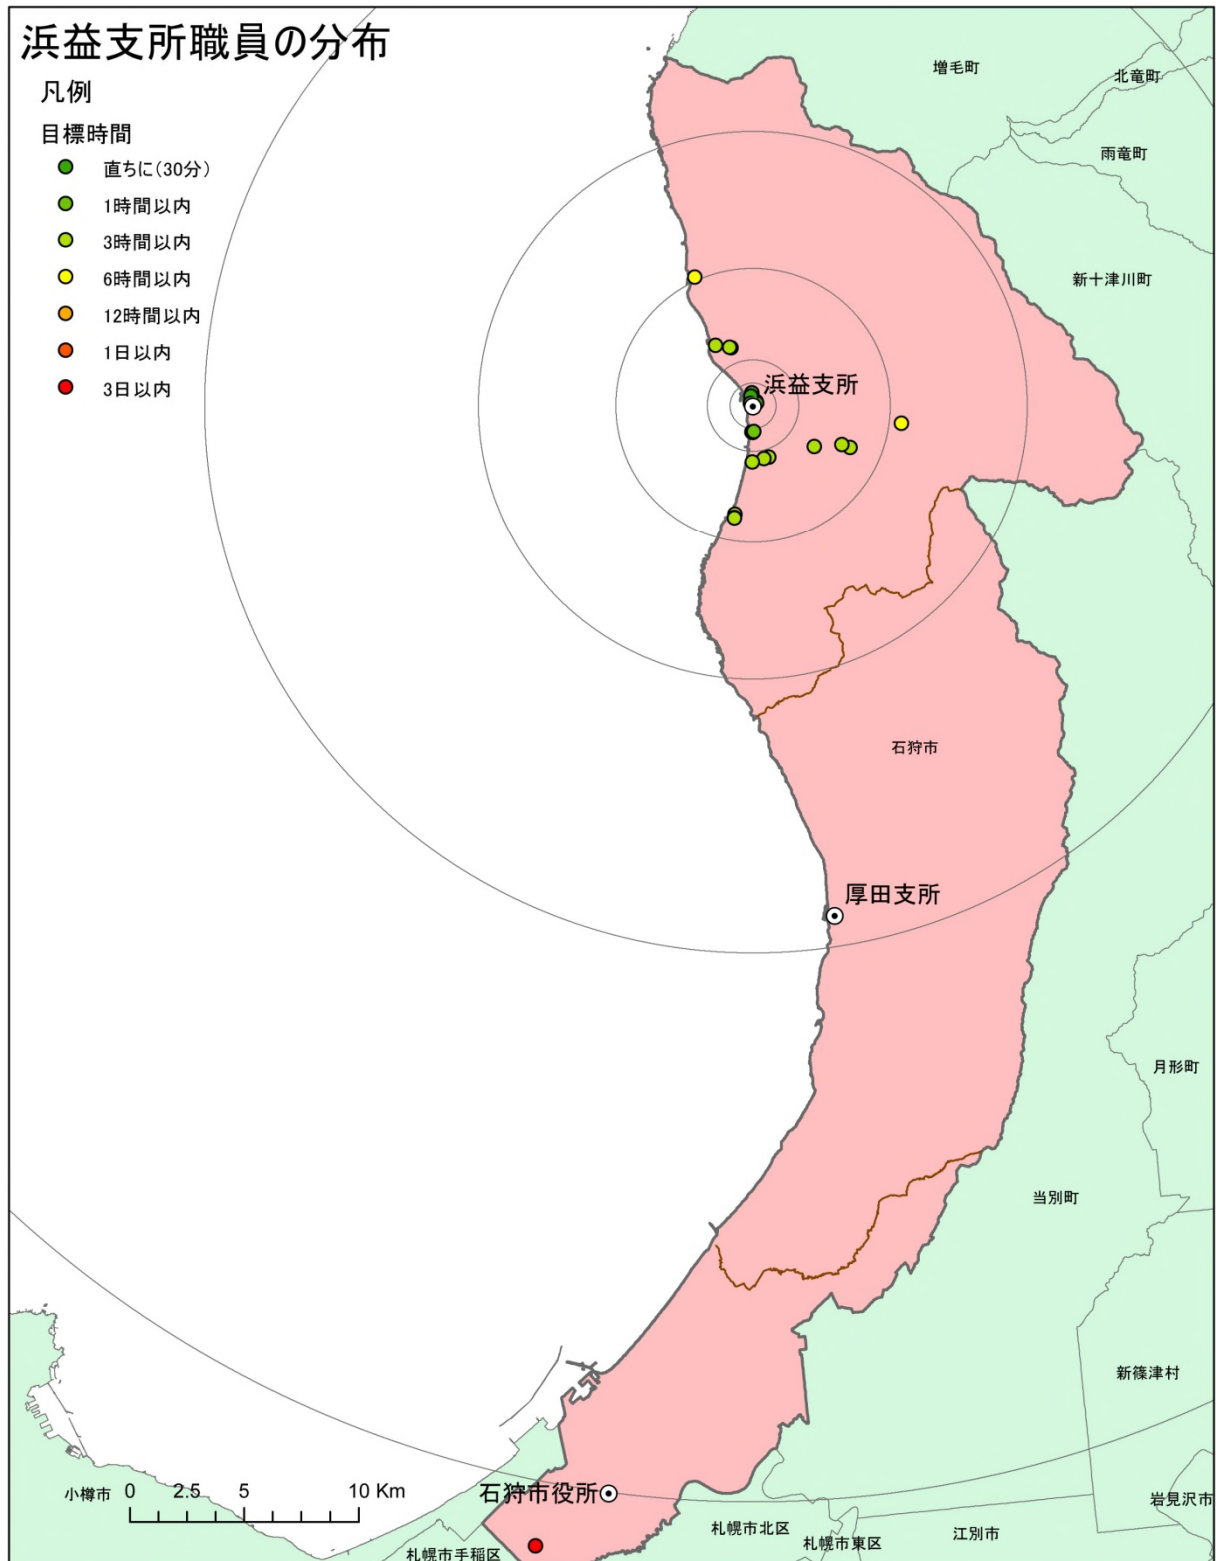 浜益支所職員の分布
凡例
目標時間
直ちに(30分)
1時間以内
3時間以内
6時間以内
12時間以内
1日以内
3日以内
増毛町
北竜町
雨竜町
新十津川町
浜益支所
石狩市
厚田支所
月形町
当別町
新篠津村
石狩市役所
小樽市
0 2.5 5 10 Km
岩見沢市
札幌市北区
江別市
札幌市東区
札幌市手稲区